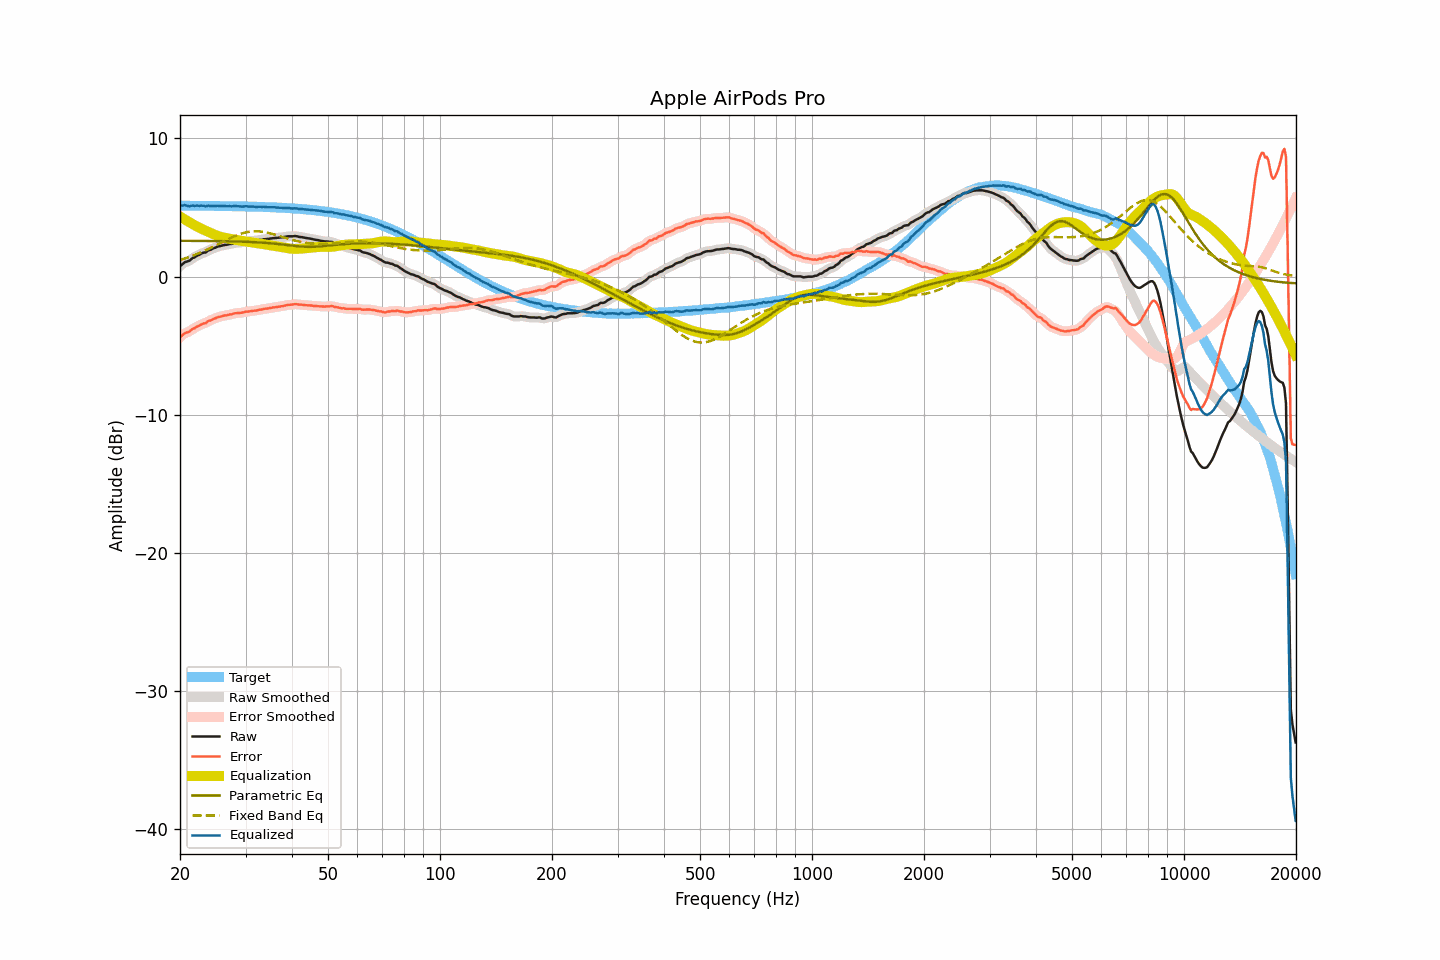 Apple AirPods Pro
10
0
−10
−20
−30
−40
Amplitude (dBr)
Target
Raw Smoothed
Error Smoothed
Raw
Error
Equalization
Parametric Eq
Fixed Band Eq
Equalized
20 50 100 200 500 1000 2000 5000 10000 20000
Frequency (Hz)